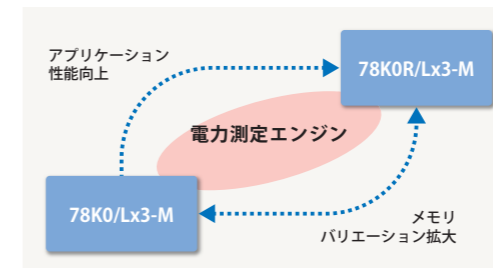 アプリケーション
性能向上
78K0R/Lx3-M
電力測定エンジン
78K0/Lx3-M
メモリ
バリエーション拡大